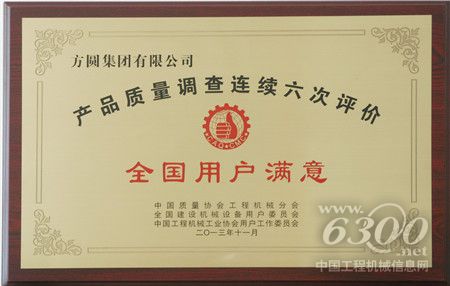 方圆集团有限公司
产品质量调查连续六次评价
CAQ·CMC
全国用户满意
中国质量协会工程机械分会
全国建设机械设备用户委员会
中国工程机械工业协会用户工作委员会
二〇一三年十一月
www.6300.net
中国工程机械信息网